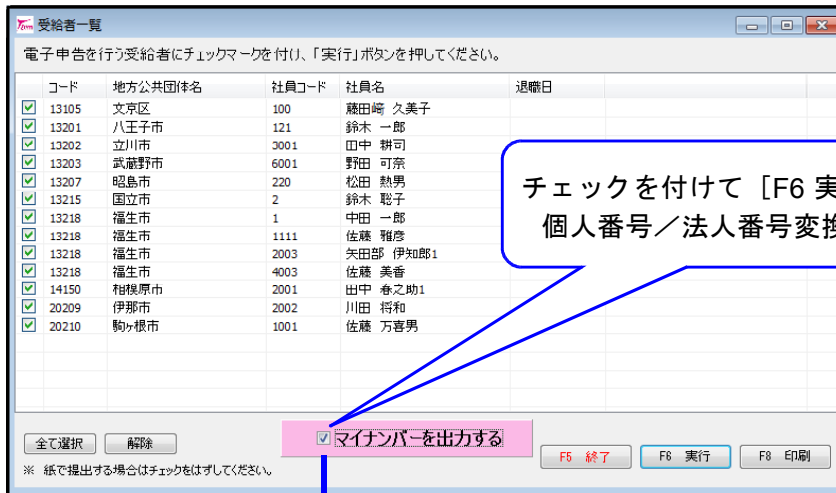 受給者一覧
電子申告を行う受給者にチェックマークを付け、「実行」ボタンを押してください。
コード 地方公共団体名 社員コード 社員名 退職日
13105 文京区 100 藤田崎 久美子
13201 八王子市 121 鈴木 一郎
13202 立川市 3001 田中 耕司
13203 武蔵野市 6001 野田 可奈
13207 昭島市 220 松田 熱男
13215 国立市 2 鈴木 聡子
13218 福生市 1 中田 一郎
13218 福生市 1111 佐藤 雅彦
13218 福生市 2003 矢田部 伊知郎1
13218 福生市 4003 佐藤 美香
14150 相模原市 2001 田中 春之助1
20209 伊那市 2002 川田 将和
20210 駒ヶ根市 1001 佐藤 万喜男
チェックを付けて［F6 実
個人番号／法人番号変換
マイナンバーを出力する
全て選択 解除
F5 終了 F6 実行 F8 印刷
※ 紙で提出する場合はチェックをはずしてください。